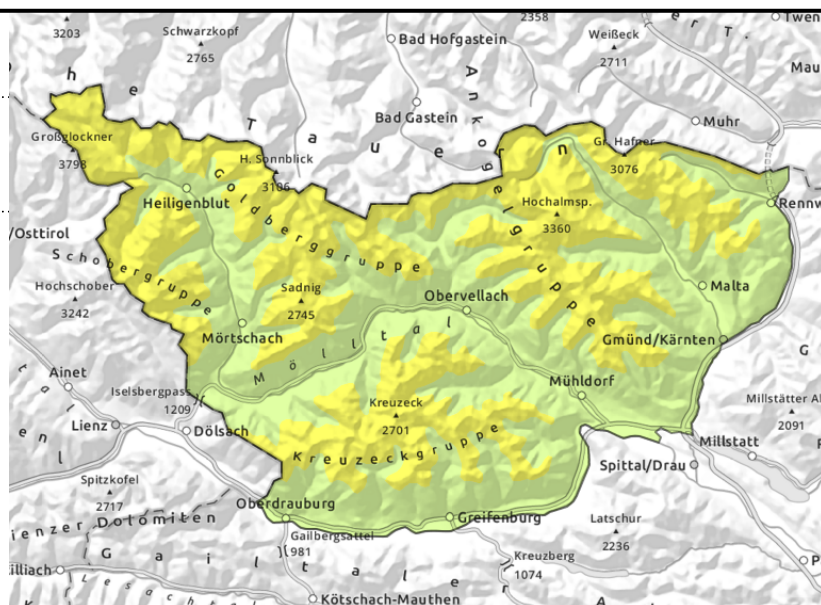 3203
Schwarzkopf
2765
2358
Bad Hofgastein
Weißeck
2711
er T.
Twen
Mau
h e
T a u e r n
Ankogelgruppe
Bad Gastein
Muhr
Großglockner
3798
H. Sonnblick
3106
Gr. Hafner
3076
Heiligenblut
Goldberggruppe
Hochalmsp.
3360
Rennw
/Osttirol
Schobergruppe
Hochschober
3242
Sadnig
2745
Obervellach
Malta
Mörtschach
Mölltal
Gmünd/Kärnten
G
Ainet
Iselsbergpass
1209
Kreuzeck
2701
Mühldorf
Millstätter Al
2091
Lienz
Dölsach
Kreuzeckgruppe
Millstatt
Spittal/Drau
Spitzkofel
2717
Oberdrauburg
Greifenburg
Latschur
2236
ienzer Dolomiten
Gailbergsattel
981
Kreuzberg
1074
G a i l t a l e r
illiach
Lesachtal
Kötschach-Mauthen
A
P